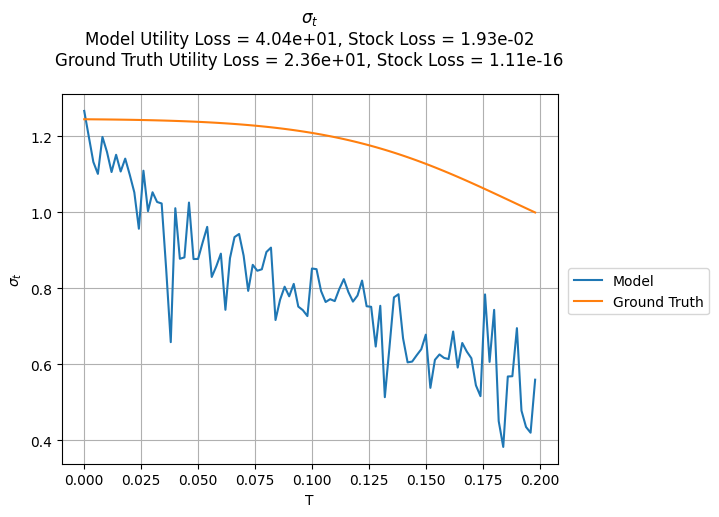 σt
Model Utility Loss = 4.04e+01, Stock Loss = 1.93e-02
Ground Truth Utility Loss = 2.36e+01, Stock Loss = 1.11e-16
1.2
1.0
0.8
0.6
0.4
σt
0.000 0.025 0.050 0.075 0.100 0.125 0.150 0.175 0.200
T
Model
Ground Truth